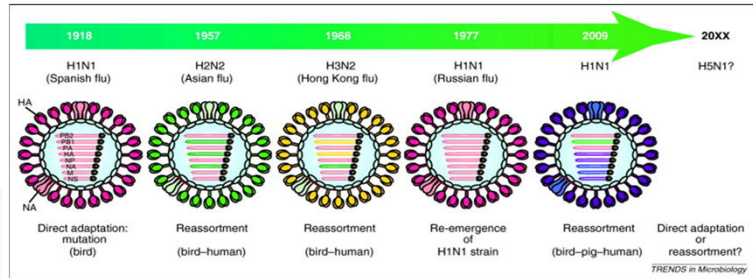 1918 1957 1968 1977 2009 20XX
H1N1 H2N2 H3N2 H1N1 H1N1 H5N1?
(Spanish flu) (Asian flu) (Hong Kong flu) (Russian flu)
HA
PB2
PB1
PA
HA
NP
NA
M
NS
NA
Direct adaptation: Reassortment Reassortment Re-emergence Reassortment Direct adaptation
mutation (bird–human) (bird–human) of (bird–pig–human) or
(bird) H1N1 strain reassortment?
TRENDS in Microbiology